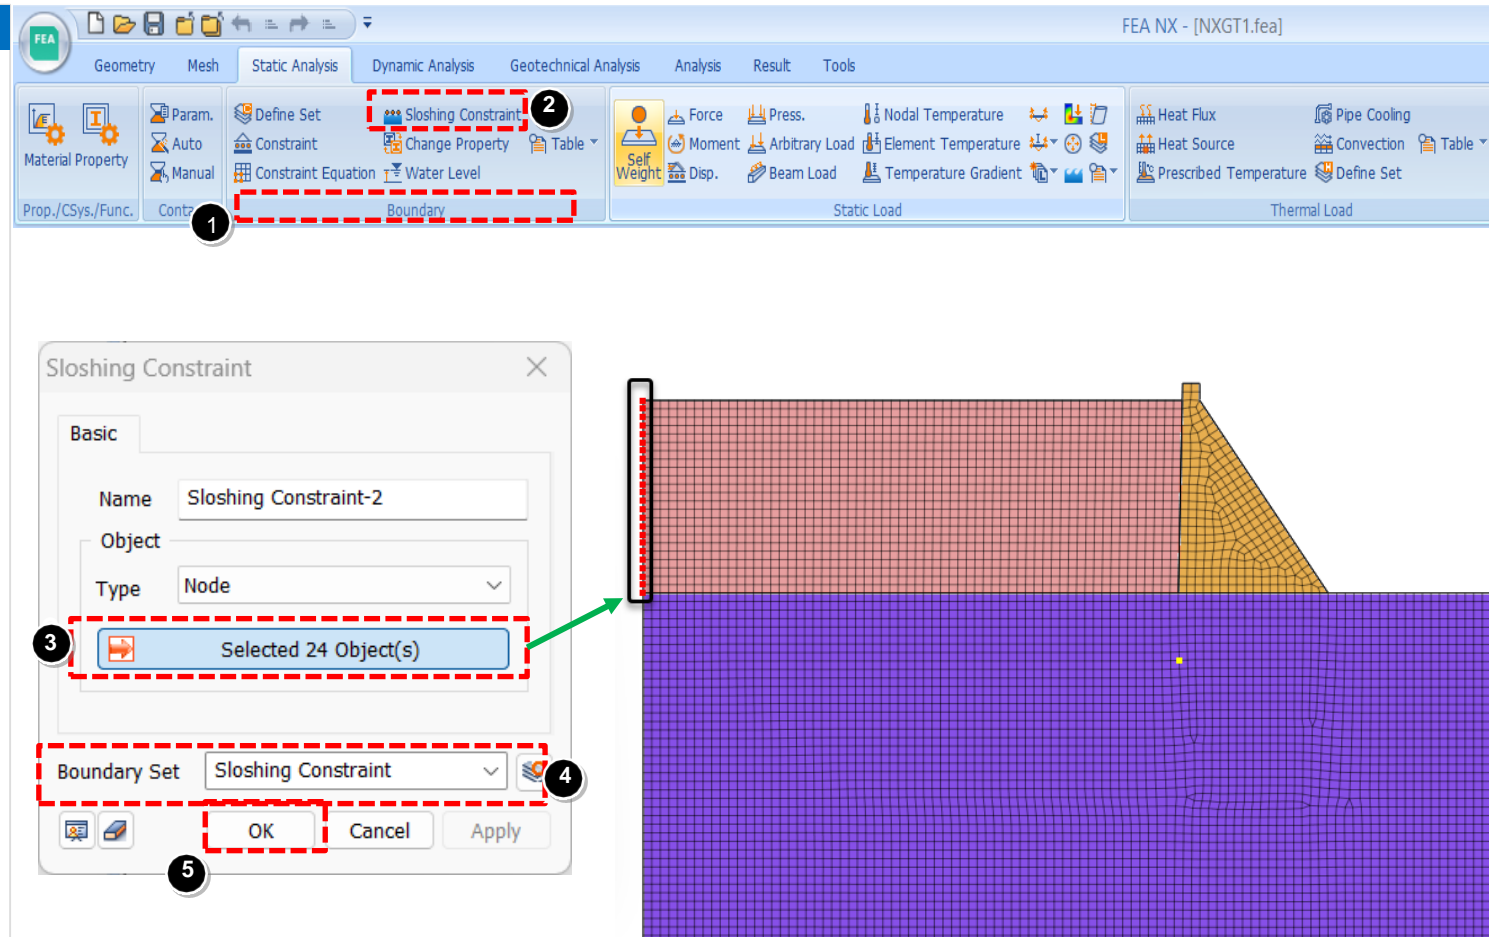 FEA NX - [NXGT1.fea]
FEA
Geometry Mesh Static Analysis Dynamic Analysis Geotechnical Analysis Analysis Result Tools
Param. Define Set Sloshing Constraint 2 Force Press. Nodal Temperature Heat Flux Pipe Cooling
Auto Constraint Change Property Table Moment Arbitrary Load Element Temperature Heat Source Convection Table
Material Property Manual Constraint Equation Water Level Self Weight Disp. Beam Load Temperature Gradient Prescribed Temperature Define Set
Prop./CSys./Func. Conta Boundary Static Load Thermal Load
1
Sloshing Constraint
Basic
Name Sloshing Constraint-2
Object
Type Node
3 Selected 24 Object(s)
Boundary Set Sloshing Constraint 4
OK Cancel Apply
5